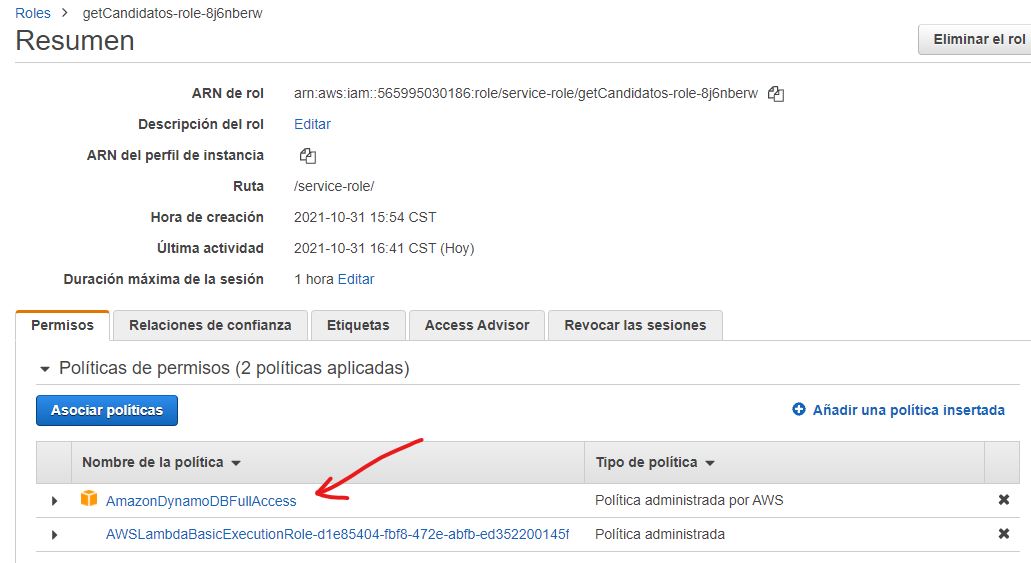 Roles > getCandidatos-role-8j6nberw
Resumen
Eliminar el rol
ARN de rol arn:aws:iam::565995030186:role/service-role/getCandidatos-role-8j6nberw
Descripción del rol Editar
ARN del perfil de instancia
Ruta /service-role/
Hora de creación 2021-10-31 15:54 CST
Última actividad 2021-10-31 16:41 CST (Hoy)
Duración máxima de la sesión 1 hora Editar
Permisos Relaciones de confianza Etiquetas Access Advisor Revocar las sesiones
Políticas de permisos (2 políticas aplicadas)
Asociar políticas Añadir una política insertada
Nombre de la política Tipo de política
AmazonDynamoDBFullAccess Política administrada por AWS
AWSLambdaBasicExecutionRole-d1e85404-fbf8-472e-abfb-ed352200145f Política administrada